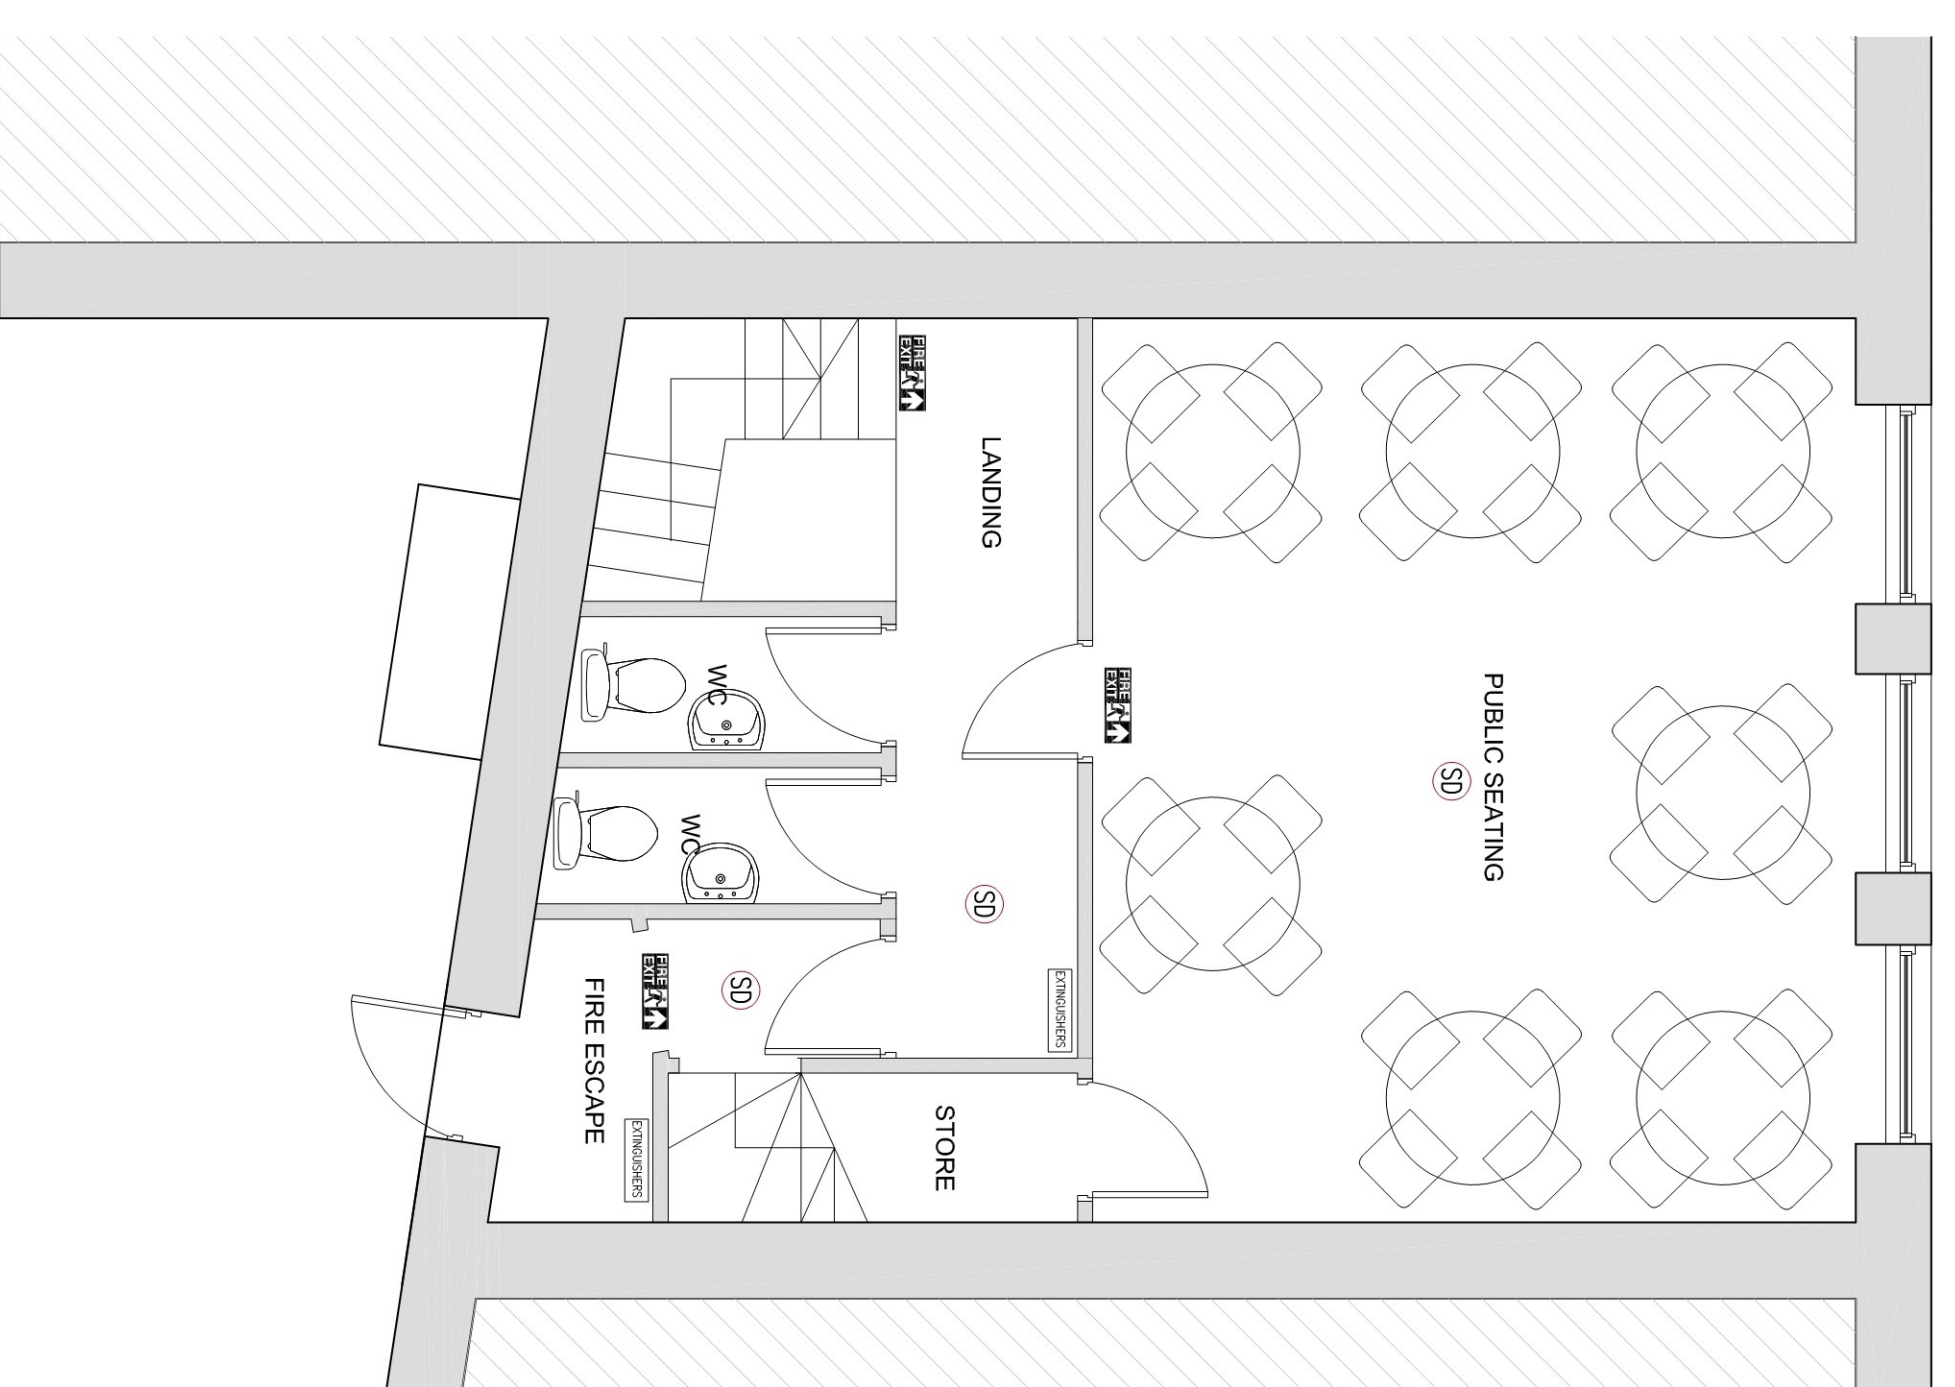 FIRE
EXIT
LANDING
FIRE
EXIT
PUBLIC SEATING
SD
WC
WC
SD
EXTINGUISHERS
FIRE
EXIT
SD
FIRE ESCAPE
EXTINGUISHERS
STORE